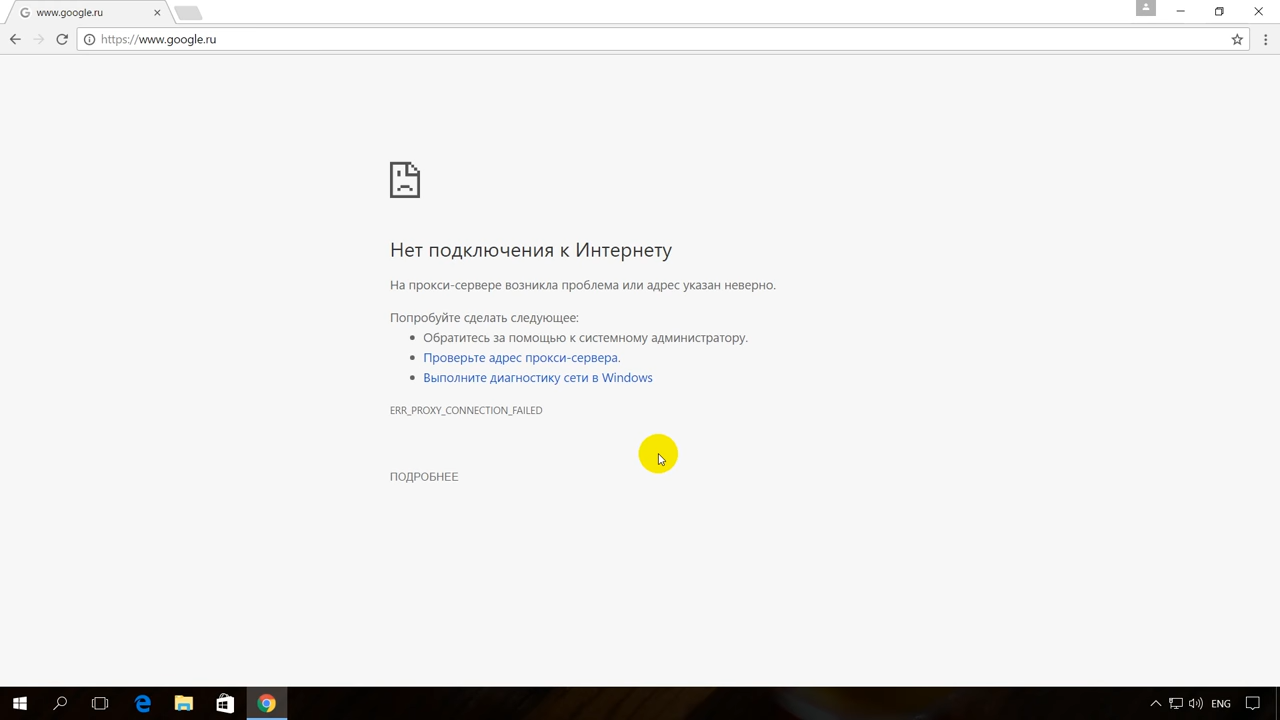 www.google.ru
https://www.google.ru
Нет подключения к Интернету
На прокси-сервере возникла проблема или адрес указан неверно.
Попробуйте сделать следующее:
Обратитесь за помощью к системному администратору.
Проверьте адрес прокси-сервера.
Выполните диагностику сети в Windows
ERR_PROXY_CONNECTION_FAILED
ПОДРОБНЕЕ
ENG